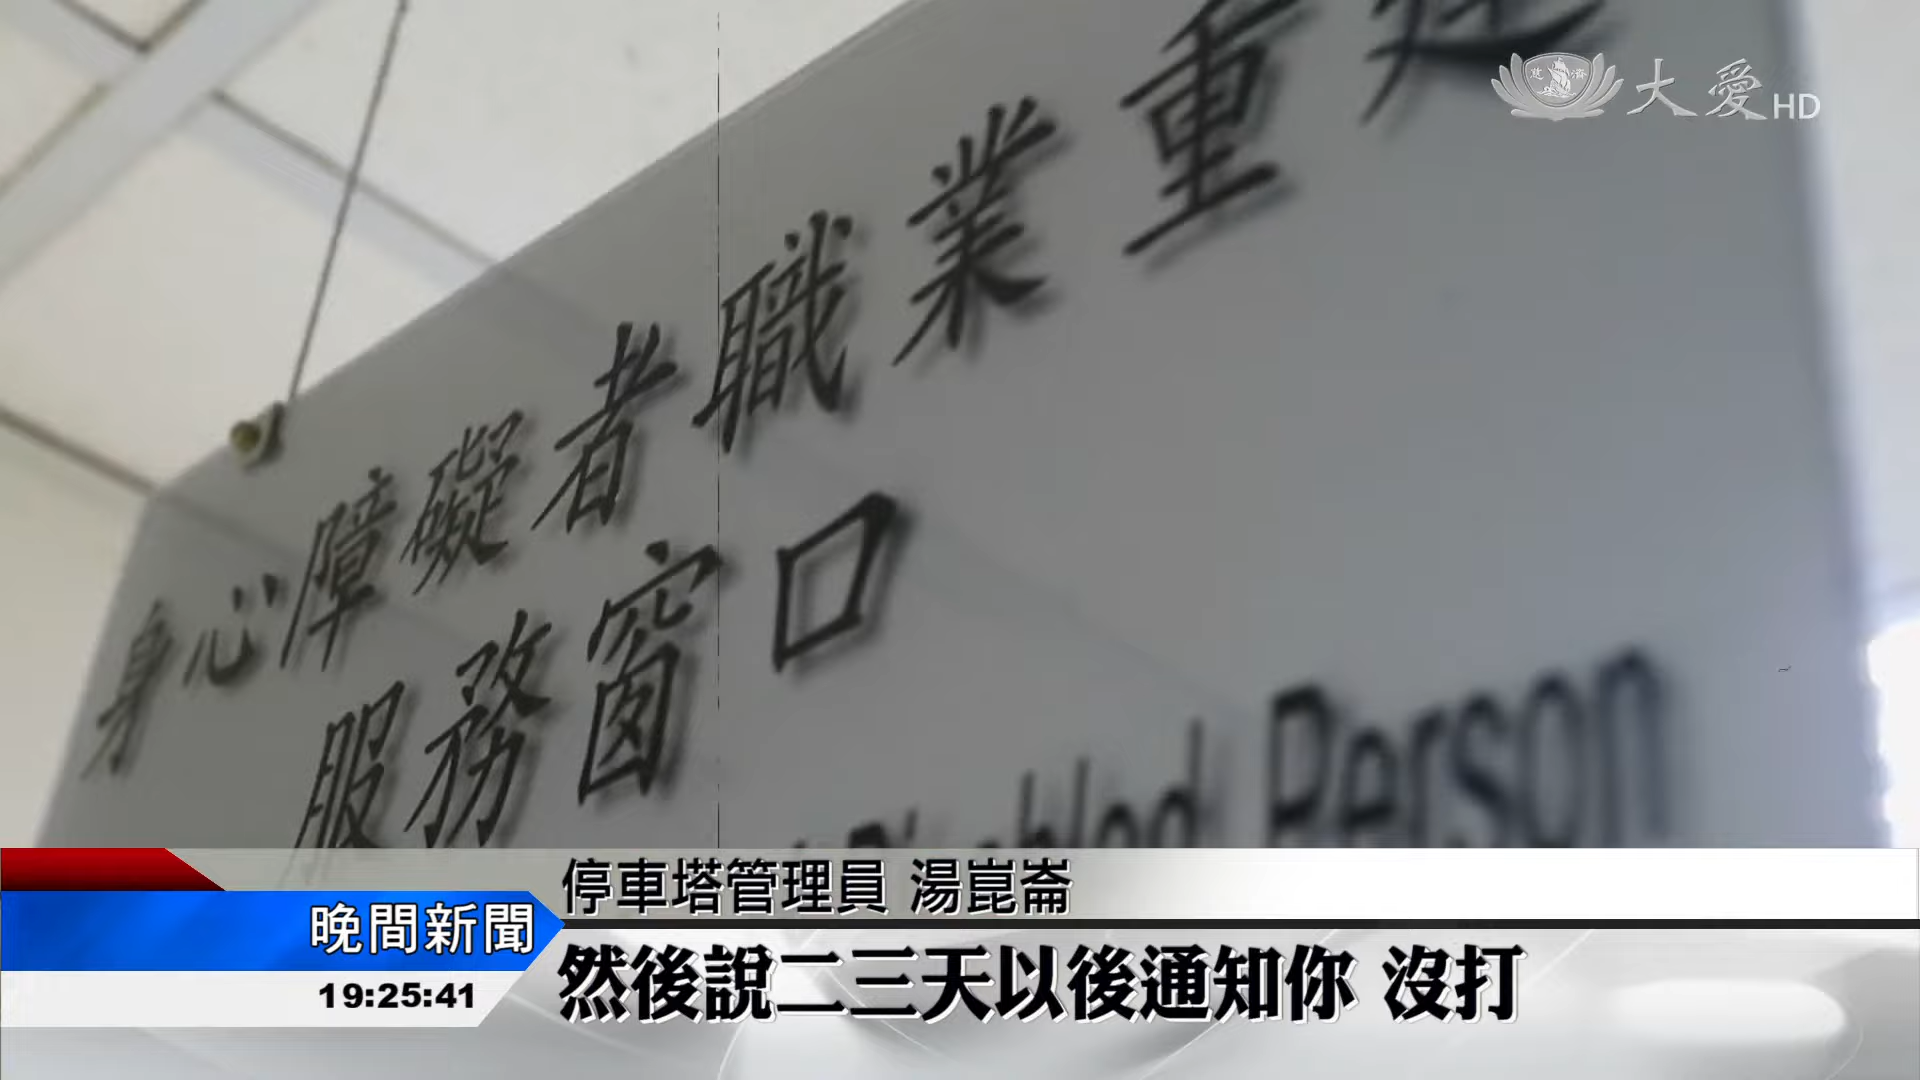 大愛HD
身心障礙者職業重建
服務窗口
Disabled Person
停車塔管理員 湯崑崙
晚間新聞
19:25:41
然後說二三天以後通知你 沒打